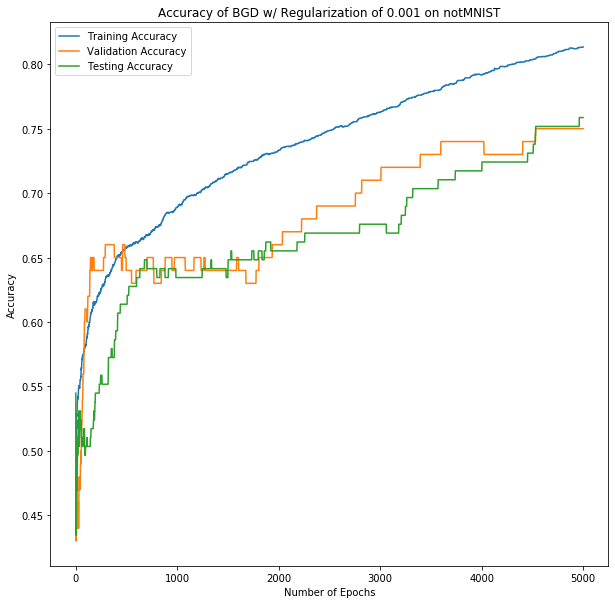 Accuracy of BGD w/ Regularization of 0.001 on notMNIST
Training Accuracy
Validation Accuracy
Testing Accuracy
0.80
0.75
0.70
0.65
0.60
0.55
0.50
0.45
Accuracy
0 1000 2000 3000 4000 5000
Number of Epochs